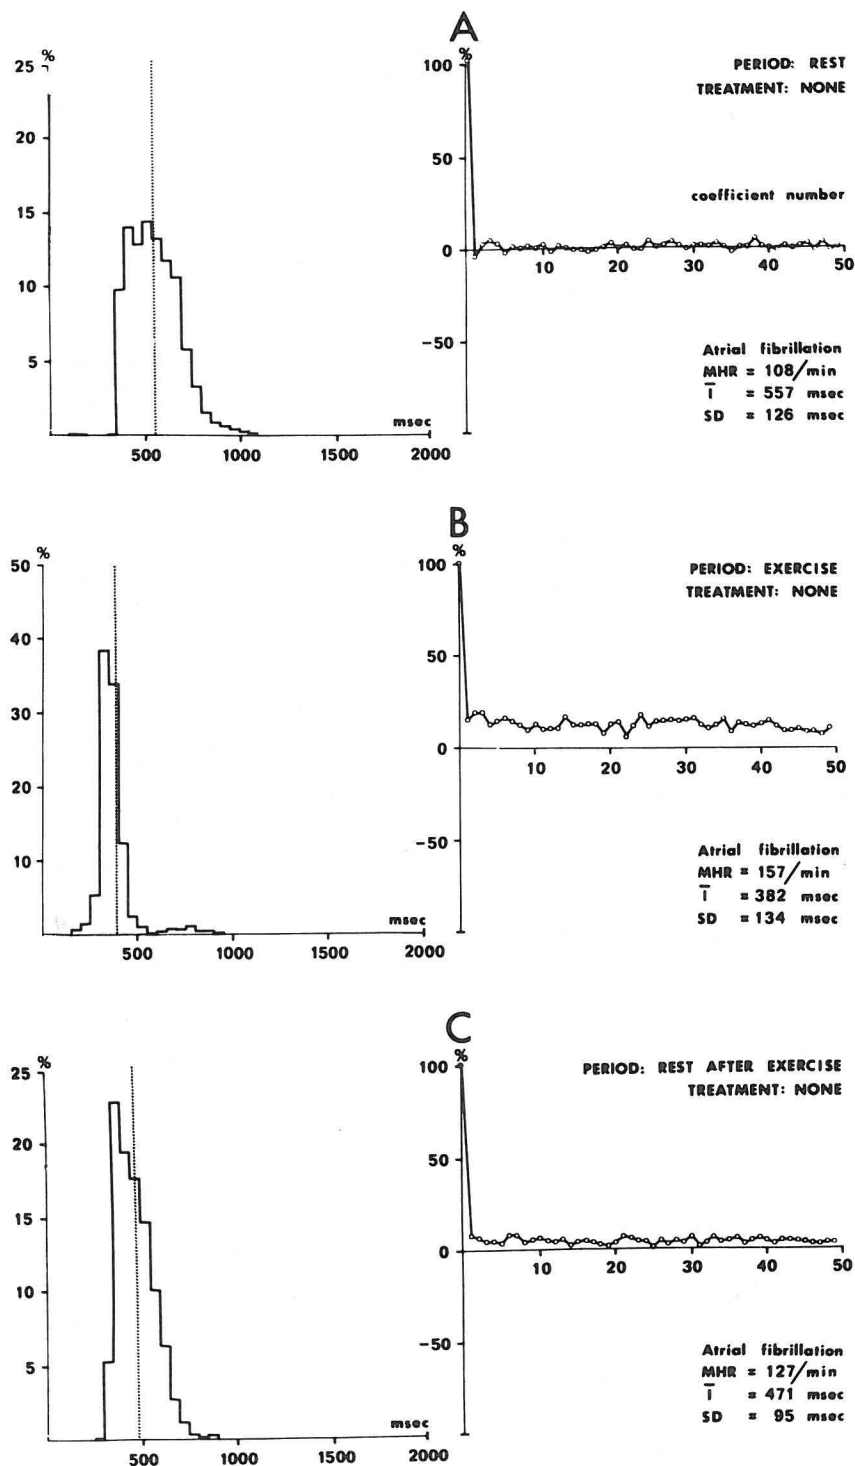 A
%
25
20
15
10
5
msec
500
1000
1500
2000
%
100
50
0
-50
10
20
30
40
50
PERIOD: REST
TREATMENT: NONE
coefficient number
Atrial fibrillation
MHR = 108/min
I̅ = 557 msec
SD = 126 msec
B
%
50
40
30
20
10
msec
500
1000
1500
2000
%
100
50
0
-50
10
20
30
40
50
PERIOD: EXERCISE
TREATMENT: NONE
Atrial fibrillation
MHR = 157/min
I̅ = 382 msec
SD = 134 msec
C
%
25
20
15
10
5
msec
500
1000
1500
2000
%
100
50
0
-50
10
20
30
40
50
PERIOD: REST AFTER EXERCISE
TREATMENT: NONE
Atrial fibrillation
MHR = 127/min
I̅ = 471 msec
SD = 95 msec